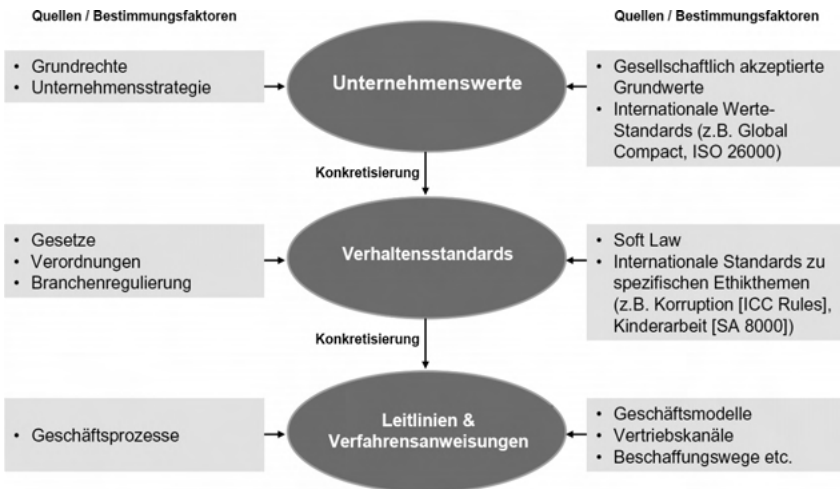 Quellen / Bestimmungsfaktoren
Quellen / Bestimmungsfaktoren
• Grundrechte
• Unternehmensstrategie
Unternehmenswerte
• Gesellschaftlich akzeptierte
Grundwerte
• Internationale Werte-
Standards (z.B. Global
Compact, ISO 26000)
Konkretisierung
• Gesetze
• Verordnungen
• Branchenregulierung
Verhaltensstandards
• Soft Law
• Internationale Standards zu
spezifischen Ethikthemen
(z.B. Korruption [ICC Rules],
Kinderarbeit [SA 8000])
Konkretisierung
• Geschäftsprozesse
Leitlinien &
Verfahrensanweisungen
• Geschäftsmodelle
• Vertriebskanäle
• Beschaffungswege etc.